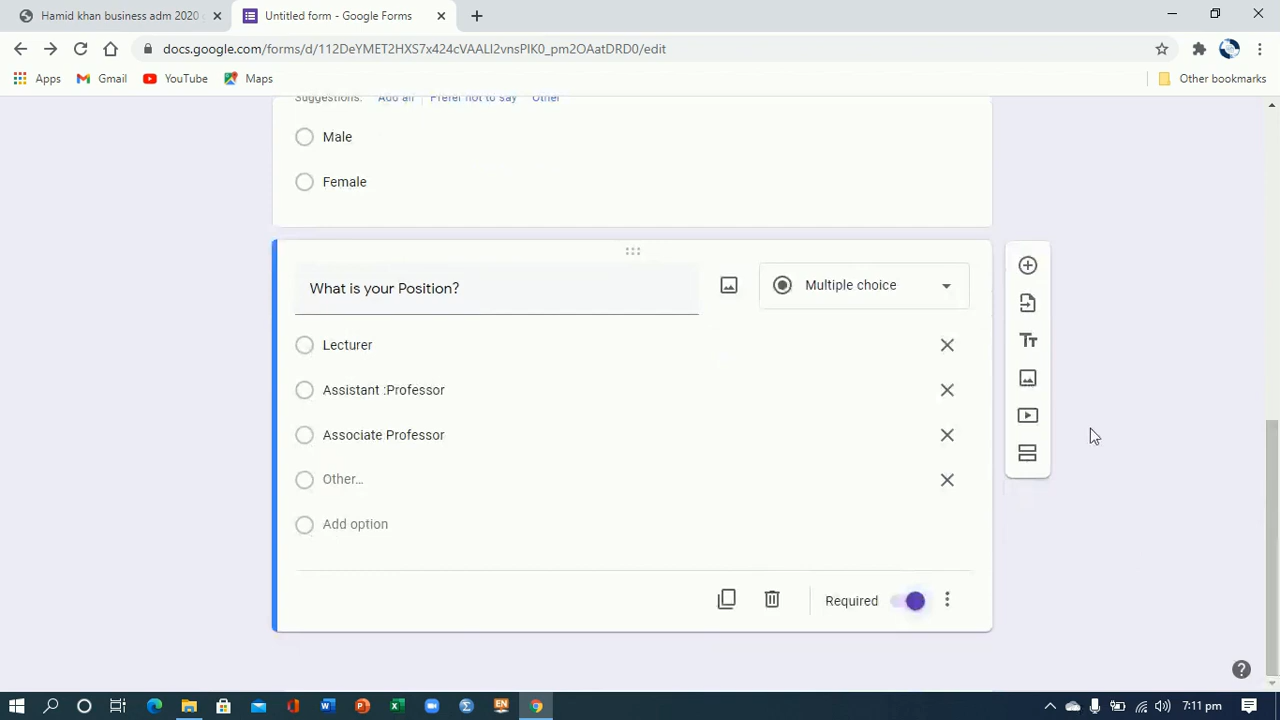 Hamid khan business adm 2020
Untitled form - Google Forms
docs.google.com/forms/d/112DeYMET2HXS7x424cVAALI2vnsPlK0_pm2OAatDRD0/edit
Apps
Gmail
YouTube
Maps
Other bookmarks
Suggestions: Add all Prefer not to say Other
Male
Female
What is your Position?
Multiple choice
Lecturer
Assistant :Professor
Associate Professor
Other...
Add option
Required
7:11 pm